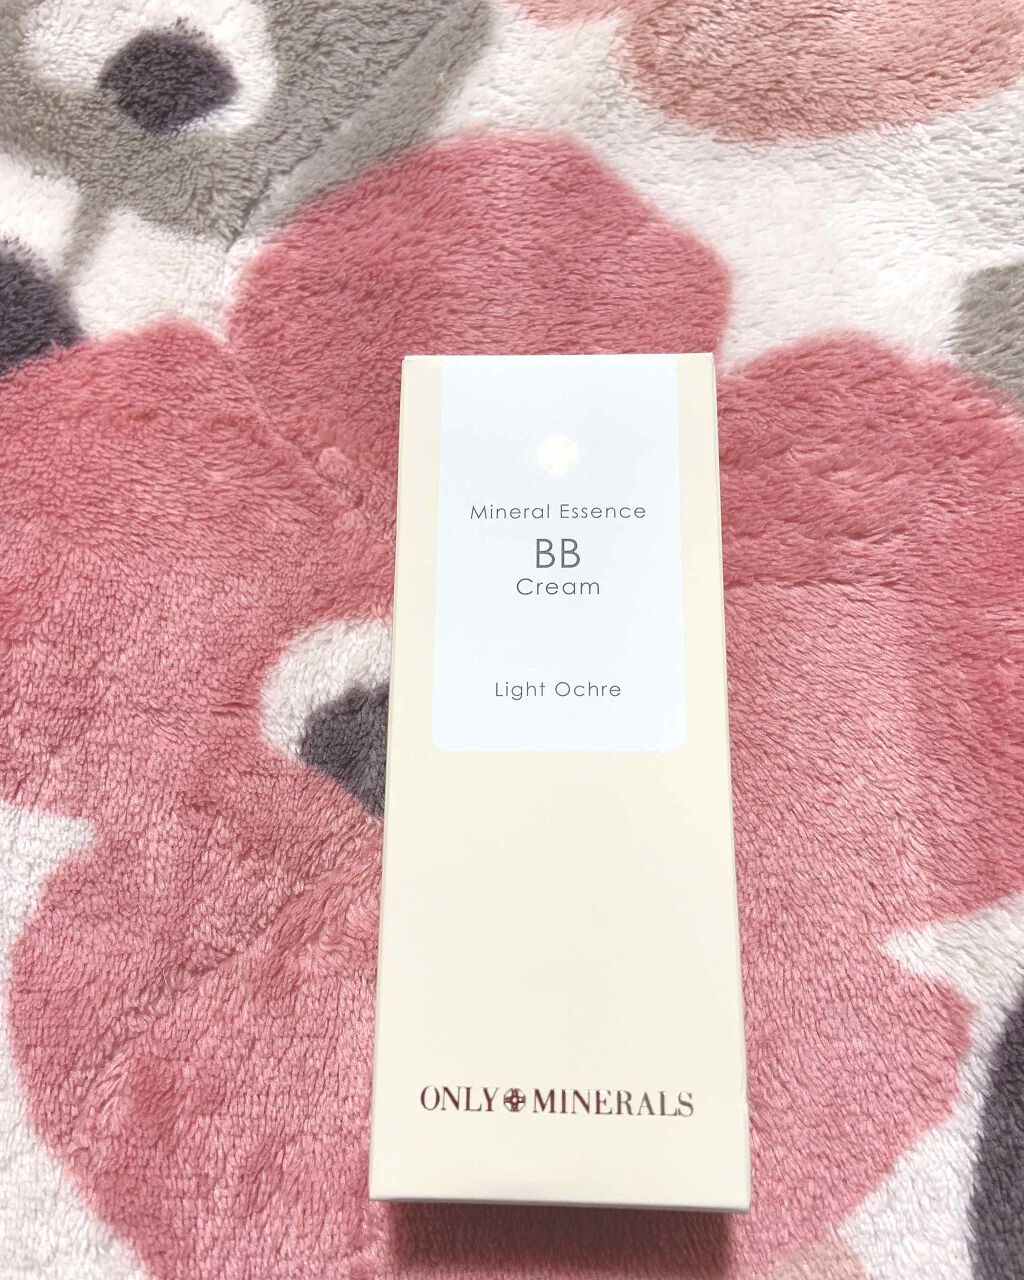 Mineral Essence
BB
Cream
Light Ochre
ONLY MINERALS